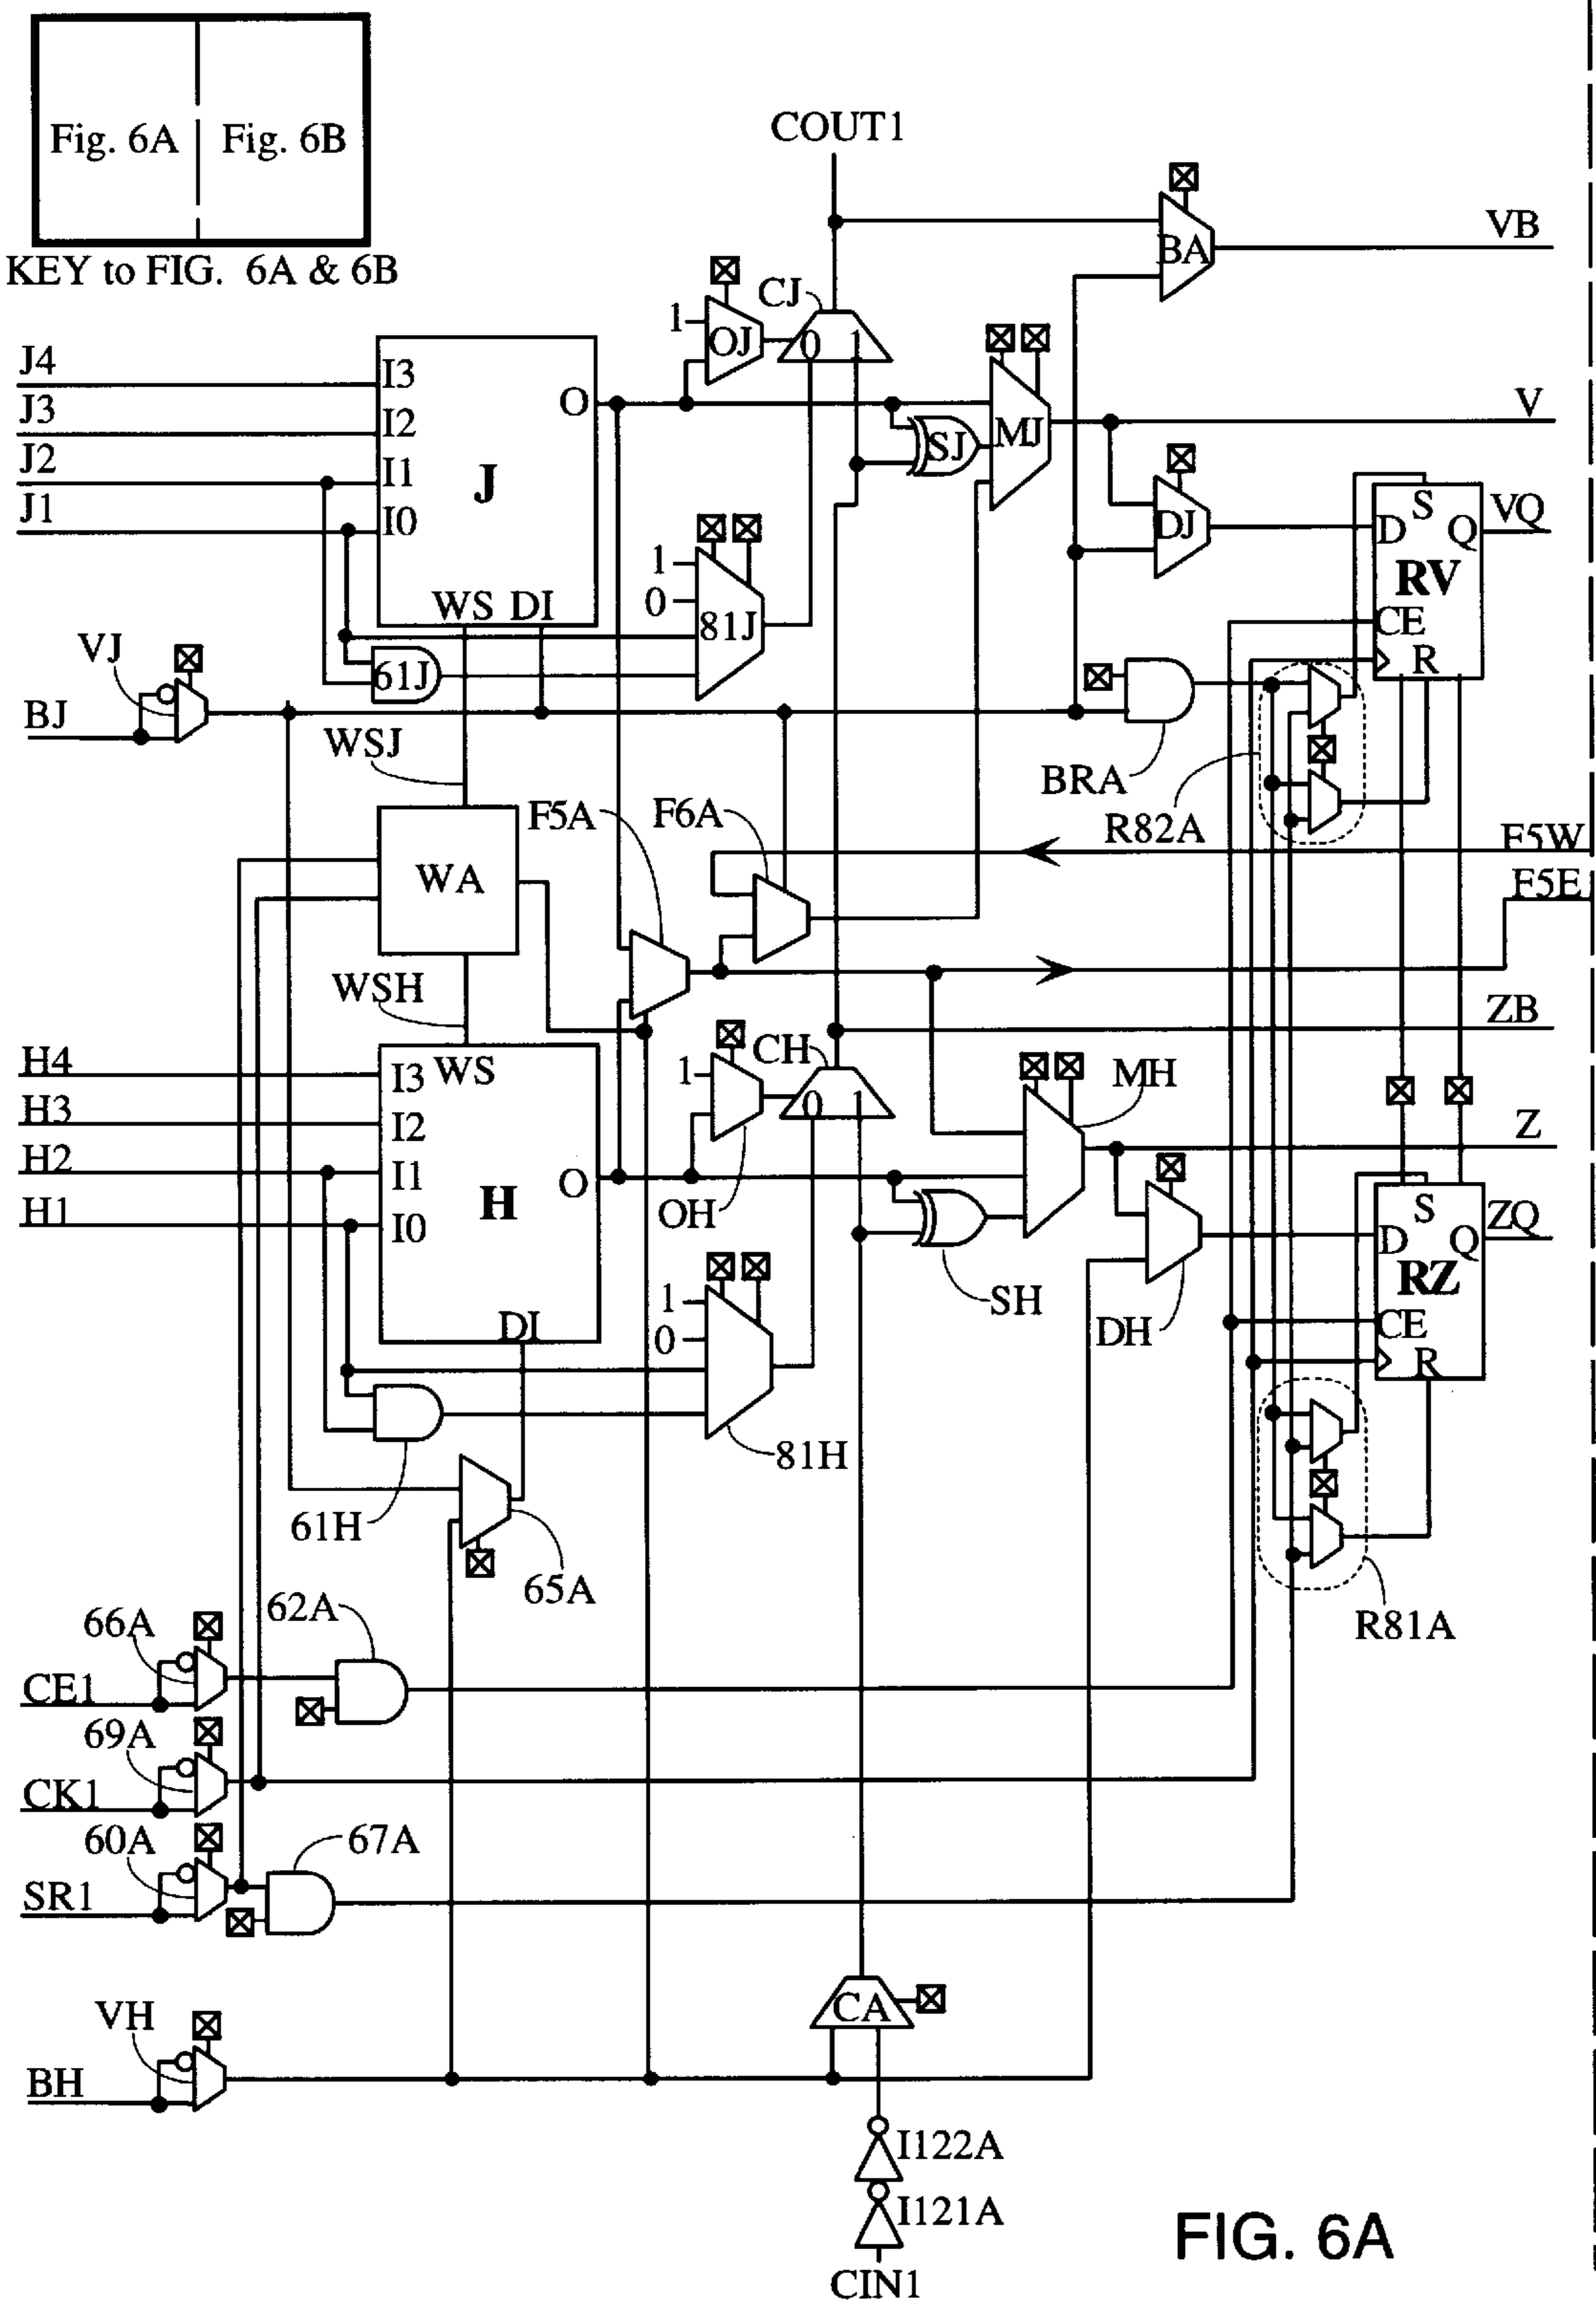 Fig. 6A Fig. 6B
KEY to FIG. 6A & 6B
COUT1
BA
VB
1
OJ
CJ
0 1
J4
J3
J2
J1
I3
I2
I1
I0
O
J
WS DI
SJ
MJ
V
DJ
S
D Q
RV
CE
R
VQ
1
0
81J
61J
VJ
BJ
WSJ
BRA
R82A
F5A
F6A
F5W
F5E
WA
WSH
ZB
CH
1
0 1
MH
H4
H3
H2
H1
I3 WS
I2
I1
I0
O
H
DI
OH
SH
Z
DH
S
D Q
RZ
CE
R
ZQ
1
0
81H
61H
65A
R81A
66A
62A
CE1
69A
CK1
60A
67A
SR1
VH
BH
CA
I122A
I121A
CIN1
FIG. 6A